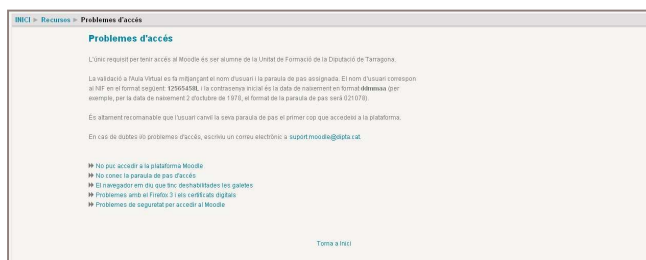 INICI ▶ Recursos ▶ Problemes d'accés
Problemes d'accés
L'únic requisit per tenir accés al Moodle és ser alumne de la Unitat de Formació de la Diputació de Tarragona.
La validació a l'Aula Virtual es fa mitjançant el nom d'usuari i la paraula de pas assignada. El nom d'usuari correspon
al NIF en el format següent: 12565458L i la contrasenya inicial és la data de naixement en format ddmmaa (per
exemple, per la data de naixement 2 d'octubre de 1978, el format de la paraula de pas serà 021078).
És altament recomanable que l'usuari canvïi la seva paraula de pas el primer cop que accedeixi a la plataforma.
En cas de dubtes i/o problemes d'accés, escriviu un correu electrònic a suport.moodle@dipta.cat.
No puc accedir a la plataforma Moodle
No conec la paraula de pas d'accés
El navegador em diu que tinc deshabilitades les galetes
Problemes amb el Firefox 3 i els certificats digitals
Problemes de seguretat per accedir al Moodle
Torna a Inici